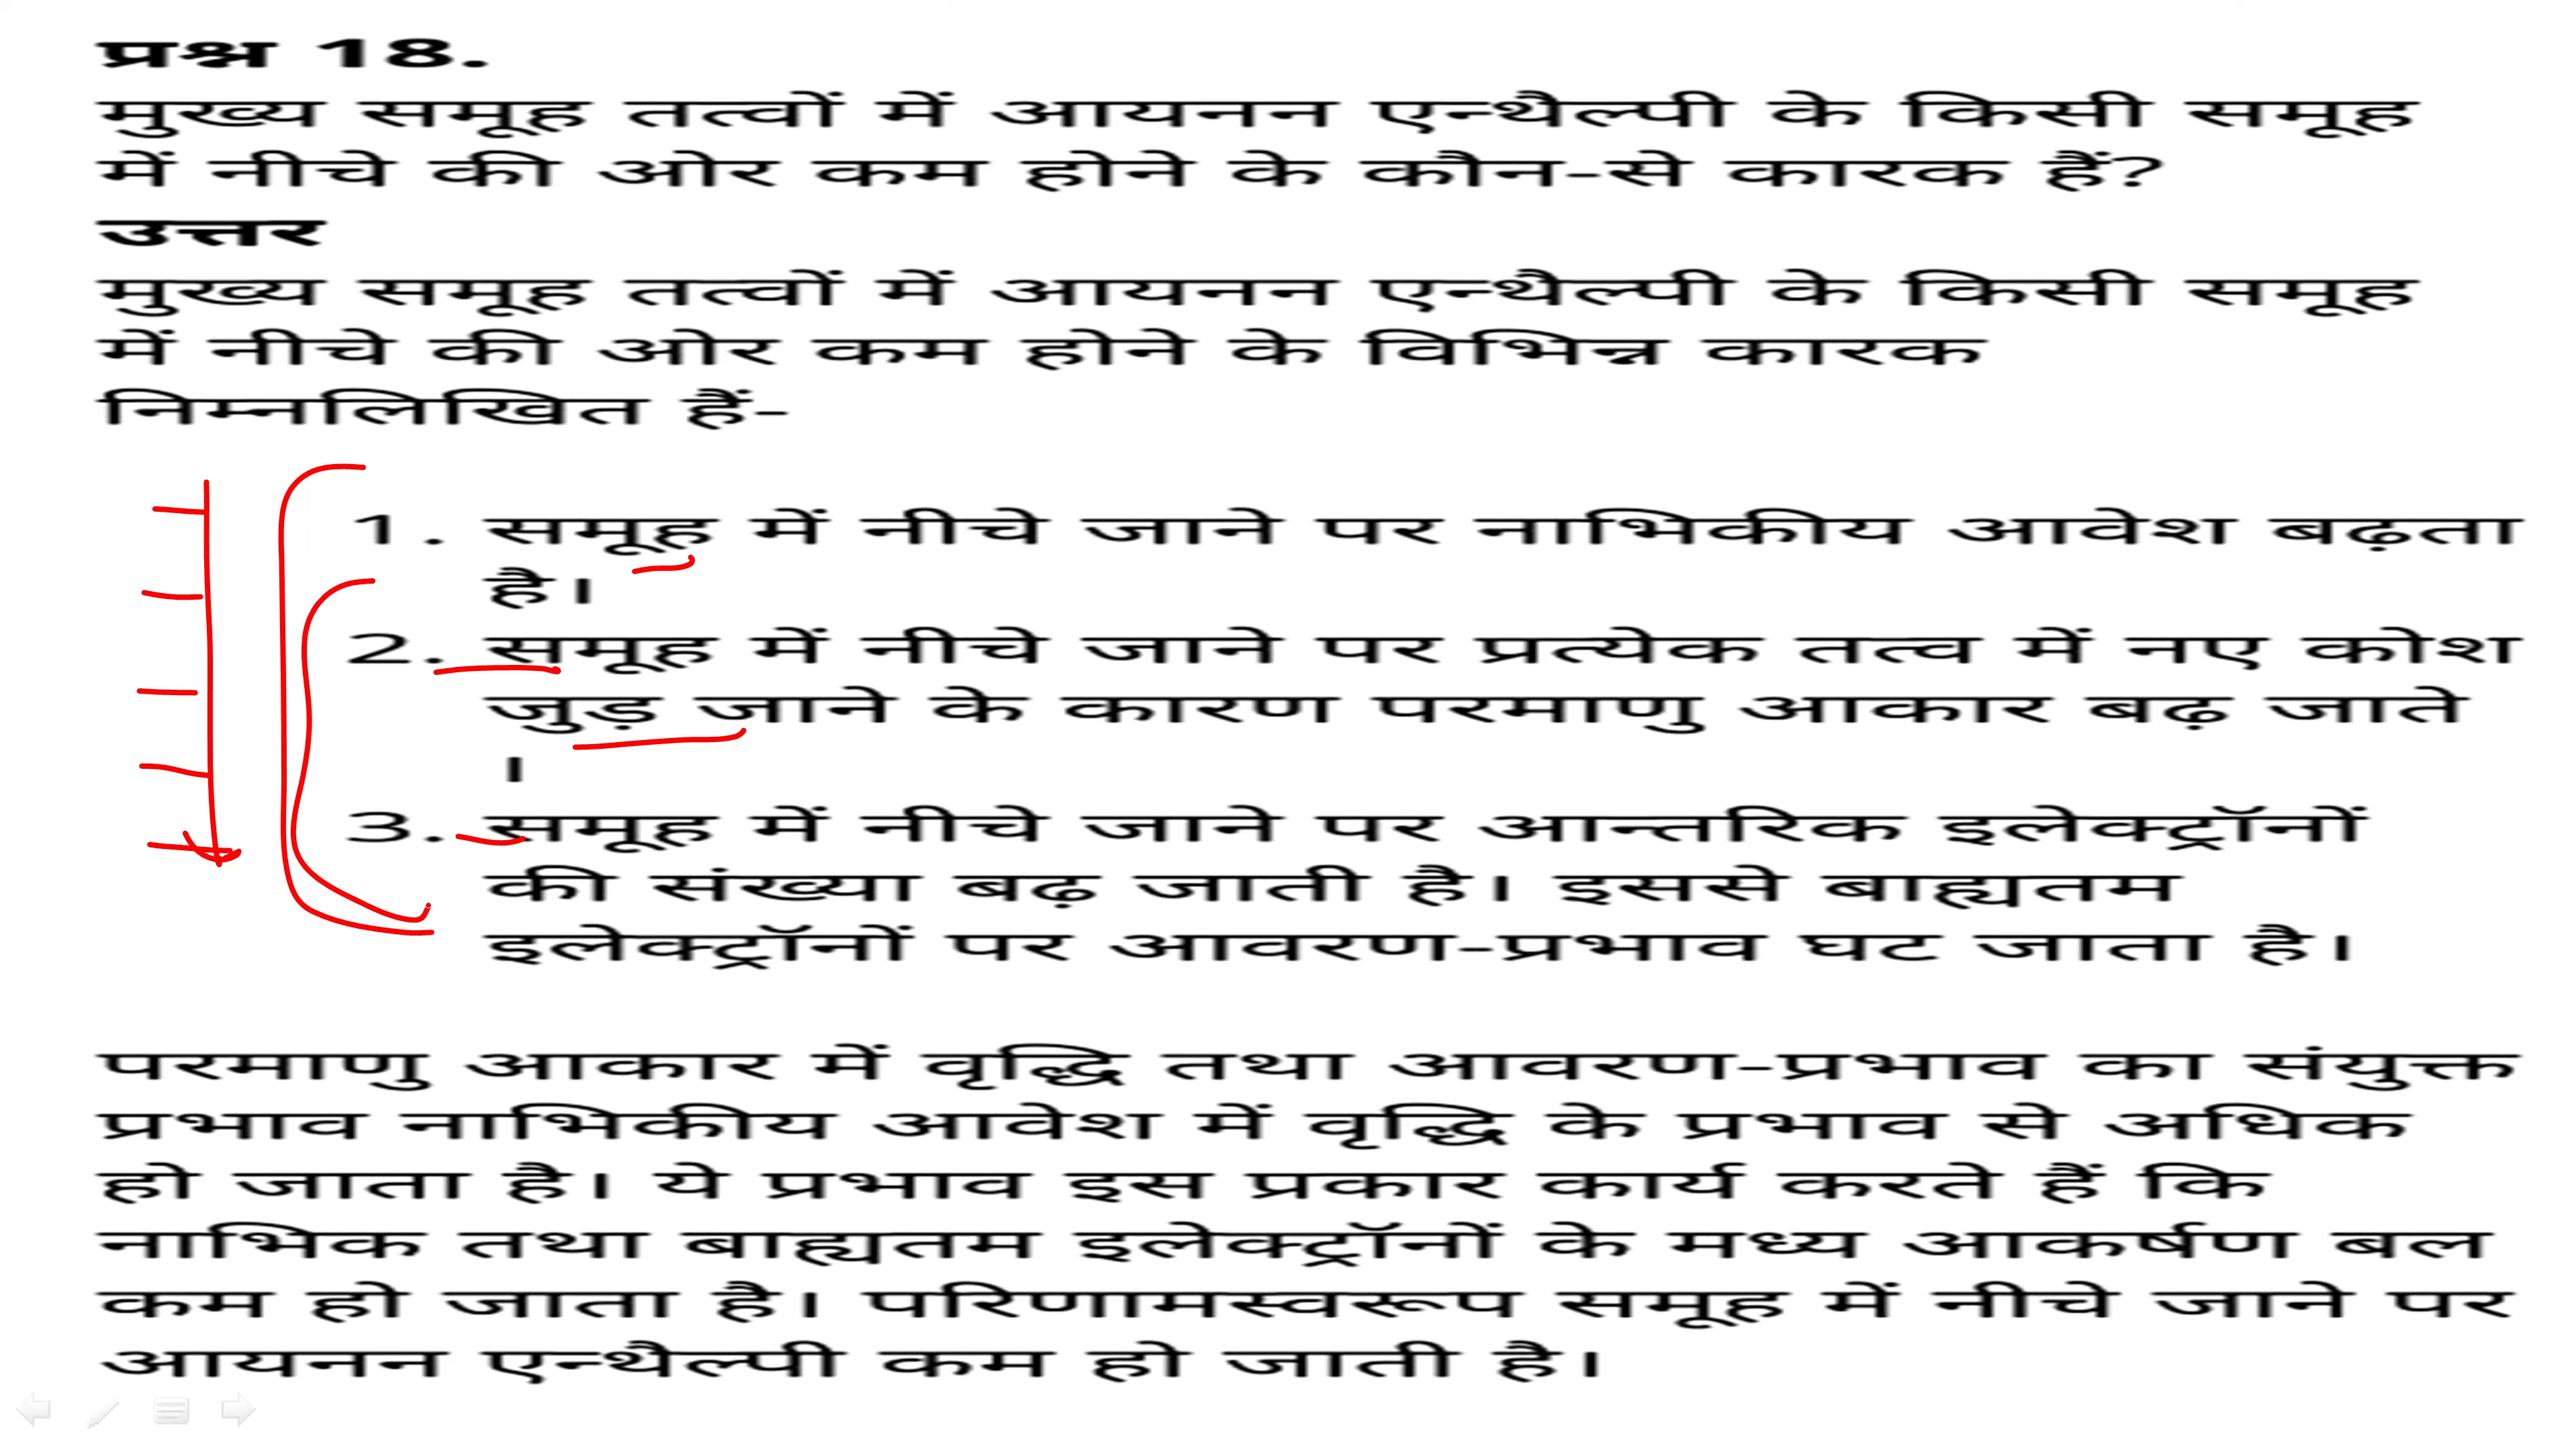 प्रश्न 18.
मुख्य समूह तत्वों में आयनन एन्थैल्पी के किसी समूह
में नीचे की ओर कम होने के कौन-से कारक हैं?
उत्तर
मुख्य समूह तत्वों में आयनन एन्थैल्पी के किसी समूह
में नीचे की ओर कम होने के विभिन्न कारक
निम्नलिखित हैं-
1. समूह में नीचे जाने पर नाभिकीय आवेश बढ़ता
है।
2. समूह में नीचे जाने पर प्रत्येक तत्व में नए कोश
जुड़ जाने के कारण परमाणु आकार बढ़ जाते
।
3. समूह में नीचे जाने पर आन्तरिक इलेक्ट्रॉनों
की संख्या बढ़ जाती है। इससे बाह्यतम
इलेक्ट्रॉनों पर आवरण-प्रभाव घट जाता है।
परमाणु आकार में वृद्धि तथा आवरण-प्रभाव का संयुक्त
प्रभाव नाभिकीय आवेश में वृद्धि के प्रभाव से अधिक
हो जाता है। ये प्रभाव इस प्रकार कार्य करते हैं कि
नाभिक तथा बाह्यतम इलेक्ट्रॉनों के मध्य आकर्षण बल
कम हो जाता है। परिणामस्वरूप समूह में नीचे जाने पर
आयनन एन्थैल्पी कम हो जाती है।